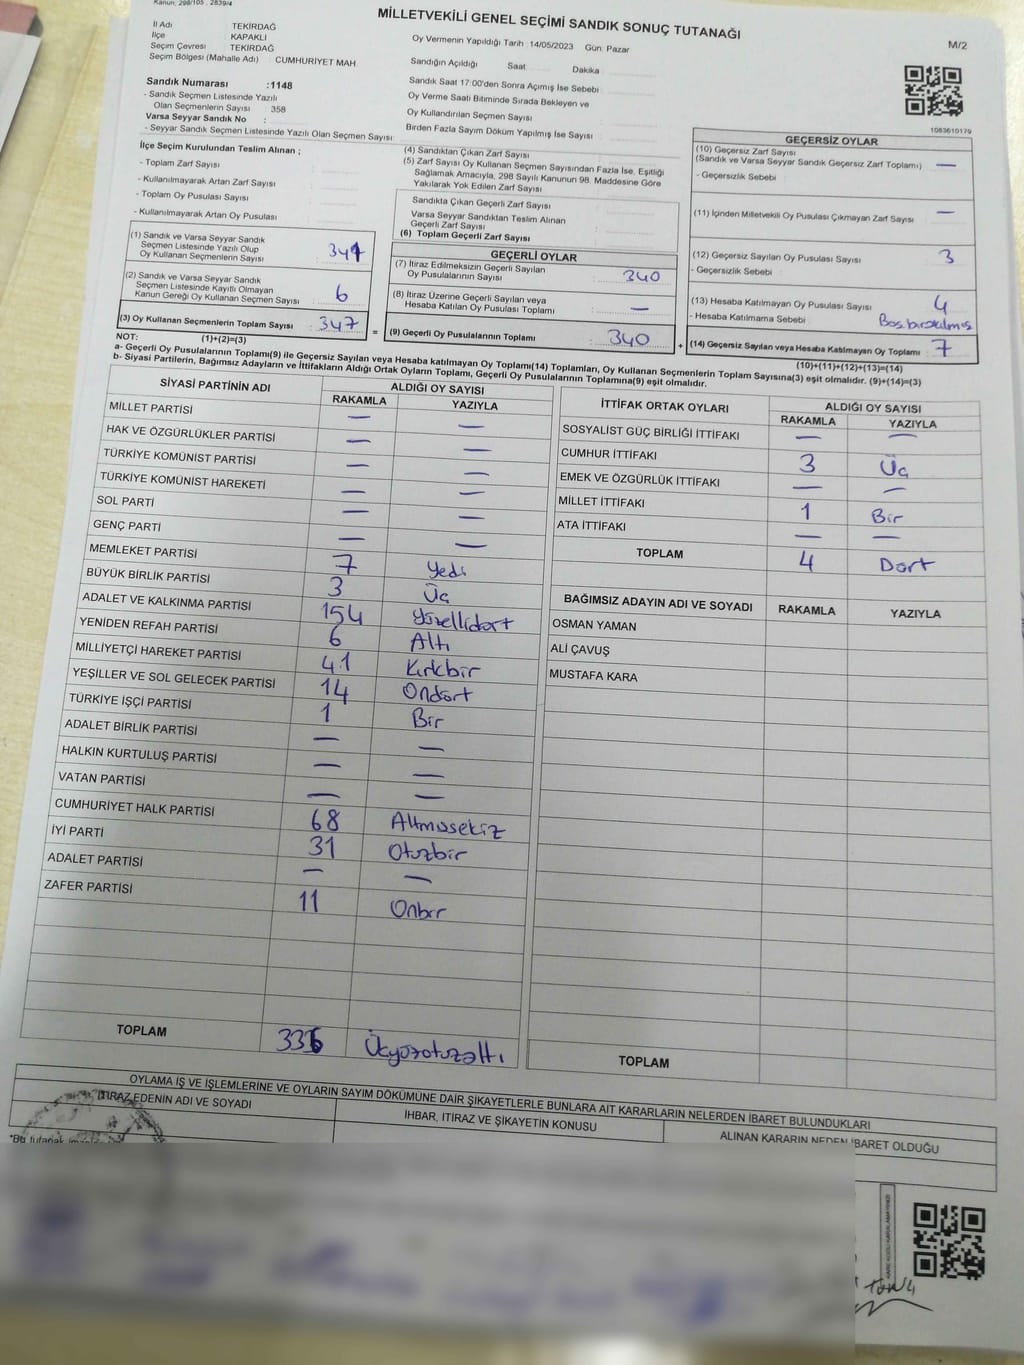 Kanun: 298/105 , 2839/4
MİLLETVEKİLİ GENEL SEÇİMİ SANDIK SONUÇ TUTANAĞI
M/2
İl Adı TEKİRDAĞ
İlçe KAPAKLI
Seçim Çevresi TEKİRDAĞ
Seçim Bölgesi (Mahalle Adı) CUMHURİYET MAH
Sandık Numarası :1148
- Sandık Seçmen Listesinde Yazılı
Olan Seçmenlerin Sayısı 358
Varsa Seyyar Sandık No :
- Seyyar Sandık Seçmen Listesinde Yazılı Olan Seçmen Sayısı
Oy Vermenin Yapıldığı Tarih :14/05/2023 Gün: Pazar
Sandığın Açıldığı Saat Dakika
Sandık Saat 17:00'den Sonra Açımış İse Sebebi
Oy Verme Saati Bitiminde Sırada Bekleyen ve
Oy Kullandırılan Seçmen Sayısı
Birden Fazla Sayım Döküm Yapılmış İse Sayısı
1083610179
İlçe Seçim Kurulundan Teslim Alınan ;
- Toplam Zarf Sayısı
- Kullanılmayarak Artan Zarf Sayısı
- Toplam Oy Pusulası Sayısı
- Kullanılmayarak Artan Oy Pusulası
(1) Sandık ve Varsa Seyyar Sandık
Seçmen Listesinde Yazılı Olup
Oy Kullanan Seçmenlerin Sayısı 341
(2) Sandık ve Varsa Seyyar Sandık
Seçmen Listesinde Kayıtlı Olmayan
Kanun Gereği Oy Kullanan Seçmen Sayısı 6
(3) Oy Kullanan Seçmenlerin Toplam Sayısı 347
(4) Sandıktan Çıkan Zarf Sayısı
(5) Zarf Sayısı Oy Kullanan Seçmen Sayısından Fazla İse, Eşitliği
Sağlamak Amacıyla, 298 Sayılı Kanunun 98. Maddesine Göre
Yakılarak Yok Edilen Zarf Sayısı
Sandıkta Çıkan Geçerli Zarf Sayısı
Varsa Seyyar Sandıktan Teslim Alınan
Geçerli Zarf Sayısı
(6) Toplam Geçerli Zarf Sayısı
GEÇERLİ OYLAR
(7) İtiraz Edilmeksizin Geçerli Sayılan
Oy Pusulalarının Sayısı 340
(8) İtiraz Üzerine Geçerli Sayılan veya
Hesaba Katılan Oy Pusulası Toplamı —
= (9) Geçerli Oy Pusulalarının Toplamı 340 +
GEÇERSİZ OYLAR
(10) Geçersiz Zarf Sayısı
(Sandık ve Varsa Seyyar Sandık Geçersiz Zarf Toplamı) —
- Geçersizlik Sebebi
(11) İçinden Milletvekili Oy Pusulası Çıkmayan Zarf Sayısı —
(12) Geçersiz Sayılan Oy Pusulası Sayısı 3
- Geçersizlik Sebebi
(13) Hesaba Katılmayan Oy Pusulası Sayısı 4
- Hesaba Katılmama Sebebi Boş bırakılmış
(14) Geçersiz Sayılan veya Hesaba Katılmayan Oy Toplamı 7
NOT: (1)+(2)=(3) (10)+(11)+(12)+(13)=(14)
a- Geçerli Oy Pusulalarının Toplamı(9) ile Geçersiz Sayılan veya Hesaba katılmayan Oy Toplamı(14) Toplamları, Oy Kullanan Seçmenlerin Toplam Sayısına(3) eşit olmalıdır. (9)+(14)=(3)
b- Siyasi Partilerin, Bağımsız Adayların ve İttifakların Aldığı Ortak Oyların Toplamı, Geçerli Oy Pusulalarının Toplamına(9) eşit olmalıdır.
SİYASİ PARTİNİN ADI ALDIĞI OY SAYISI
RAKAMLA YAZIYLA
MİLLET PARTİSİ — —
HAK VE ÖZGÜRLÜKLER PARTİSİ — —
TÜRKİYE KOMÜNİST PARTİSİ — —
TÜRKİYE KOMÜNİST HAREKETİ — —
SOL PARTİ — —
GENÇ PARTİ — —
MEMLEKET PARTİSİ 7 Yedi
BÜYÜK BİRLİK PARTİSİ 3 Üç
ADALET VE KALKINMA PARTİSİ 154 Yüzellidört
YENİDEN REFAH PARTİSİ 6 Altı
MİLLİYETÇİ HAREKET PARTİSİ 41 Kırkbir
YEŞİLLER VE SOL GELECEK PARTİSİ 14 Ondört
TÜRKİYE İŞÇİ PARTİSİ 1 Bir
ADALET BİRLİK PARTİSİ — —
HALKIN KURTULUŞ PARTİSİ — —
VATAN PARTİSİ — —
CUMHURİYET HALK PARTİSİ 68 Altmışsekiz
İYİ PARTİ 31 Otuzbir
ADALET PARTİSİ — —
ZAFER PARTİSİ 11 Onbir
TOPLAM 336 Üçyüzotuzaltı
İTTİFAK ORTAK OYLARI ALDIĞI OY SAYISI
RAKAMLA YAZIYLA
SOSYALİST GÜÇ BİRLİĞİ İTTİFAKI — —
CUMHUR İTTİFAKI 3 Üç
EMEK VE ÖZGÜRLÜK İTTİFAKI — —
MİLLET İTTİFAKI 1 Bir
ATA İTTİFAKI — —
TOPLAM 4 Dört
BAĞIMSIZ ADAYIN ADI VE SOYADI RAKAMLA YAZIYLA
OSMAN YAMAN
ALİ ÇAVUŞ
MUSTAFA KARA
TOPLAM
OYLAMA İŞ VE İŞLEMLERİNE VE OYLARIN SAYIM DÖKÜMÜNE DAİR ŞİKAYETLERLE BUNLARA AİT KARARLARIN NELERDEN İBARET BULUNDUKLARI
İTİRAZ EDENİN ADI VE SOYADI İHBAR, İTİRAZ VE ŞİKAYETİN KONUSU ALINAN KARARIN NEDEN İBARET OLDUĞU
*Bu tutanak
KARE KODU KARALAMAYINIZ!